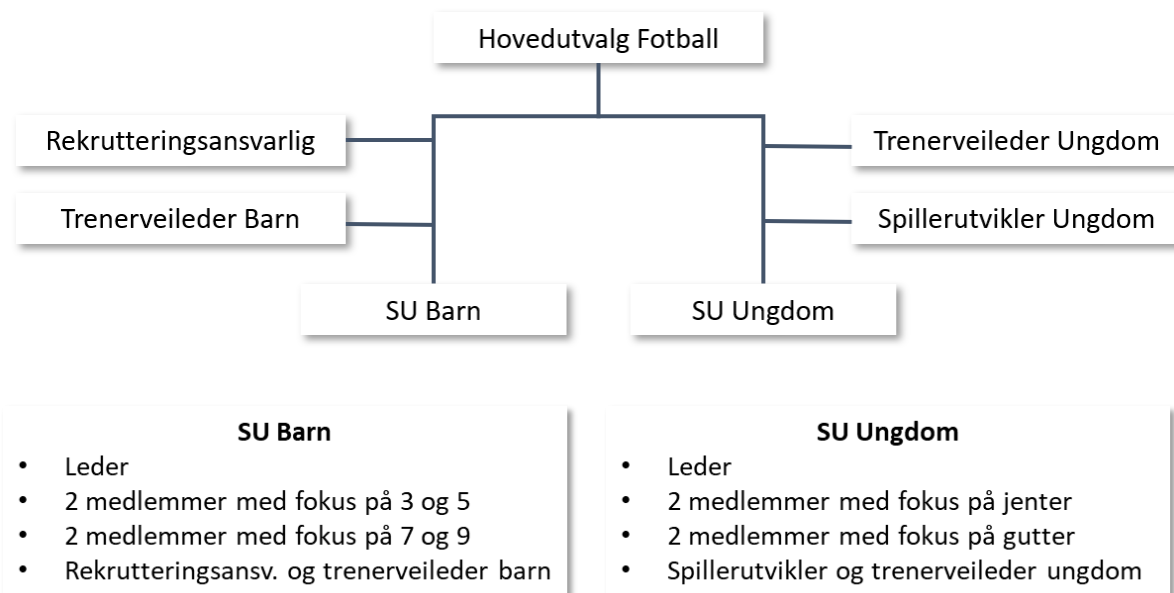 Hovedutvalg Fotball
Rekrutteringsansvarlig
Trenerveileder Ungdom
Trenerveileder Barn
Spillerutvikler Ungdom
SU Barn
SU Ungdom
SU Barn
• Leder
• 2 medlemmer med fokus på 3 og 5
• 2 medlemmer med fokus på 7 og 9
• Rekrutteringsansv. og trenerveileder barn
SU Ungdom
• Leder
• 2 medlemmer med fokus på jenter
• 2 medlemmer med fokus på gutter
• Spillerutvikler og trenerveileder ungdom